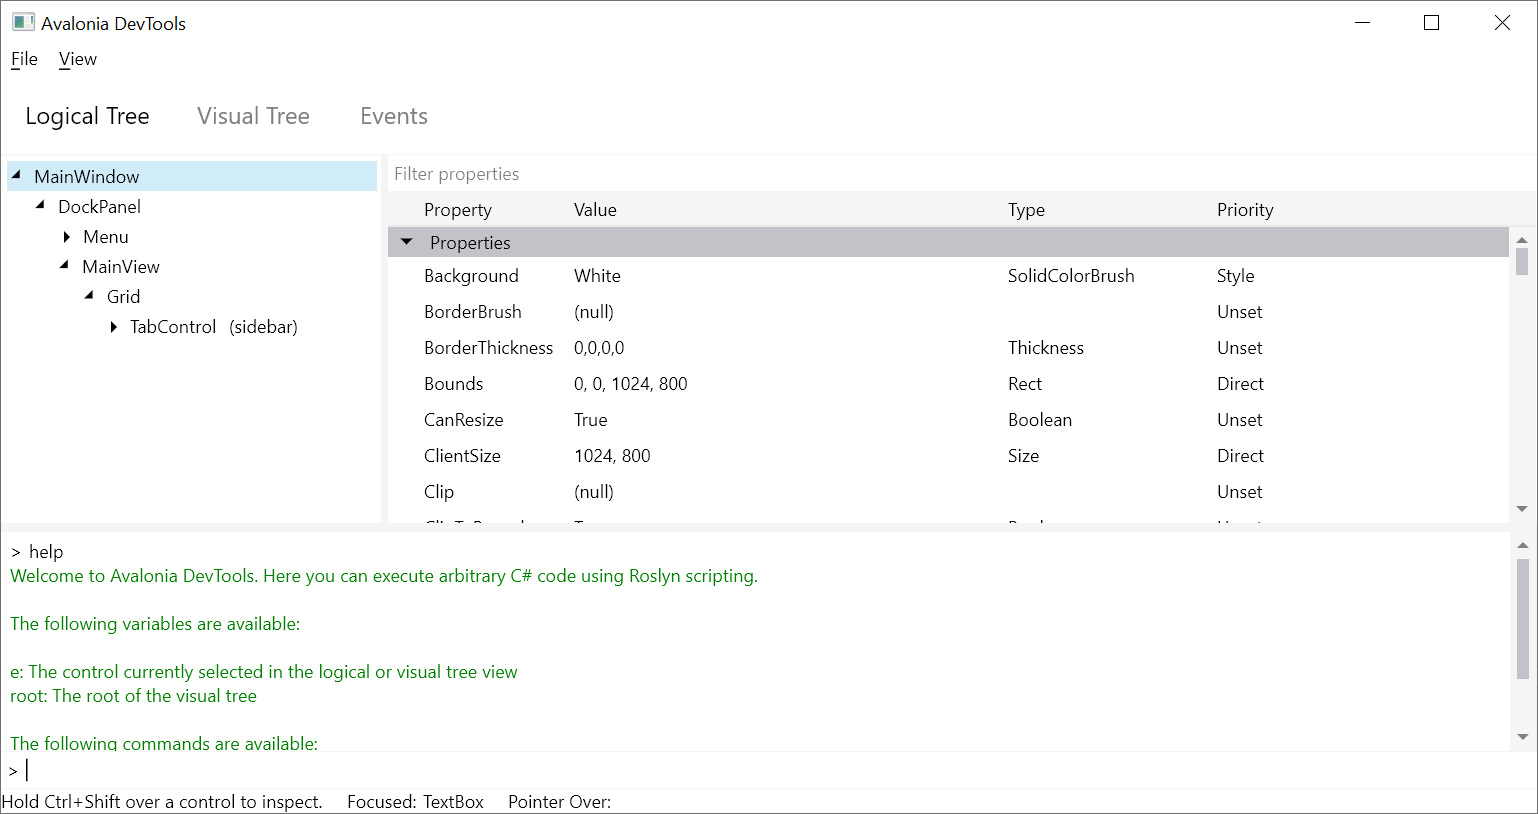 Avalonia DevTools
File View
Logical Tree Visual Tree Events
MainWindow
DockPanel
Menu
MainView
Grid
TabControl (sidebar)
Filter properties
Property Value Type Priority
Properties
Background White SolidColorBrush Style
BorderBrush (null) Unset
BorderThickness 0,0,0,0 Thickness Unset
Bounds 0, 0, 1024, 800 Rect Direct
CanResize True Boolean Unset
ClientSize 1024, 800 Size Direct
Clip (null) Unset
> help
Welcome to Avalonia DevTools. Here you can execute arbitrary C# code using Roslyn scripting.
The following variables are available:
e: The control currently selected in the logical or visual tree view
root: The root of the visual tree
The following commands are available:
>
Hold Ctrl+Shift over a control to inspect. Focused: TextBox Pointer Over: